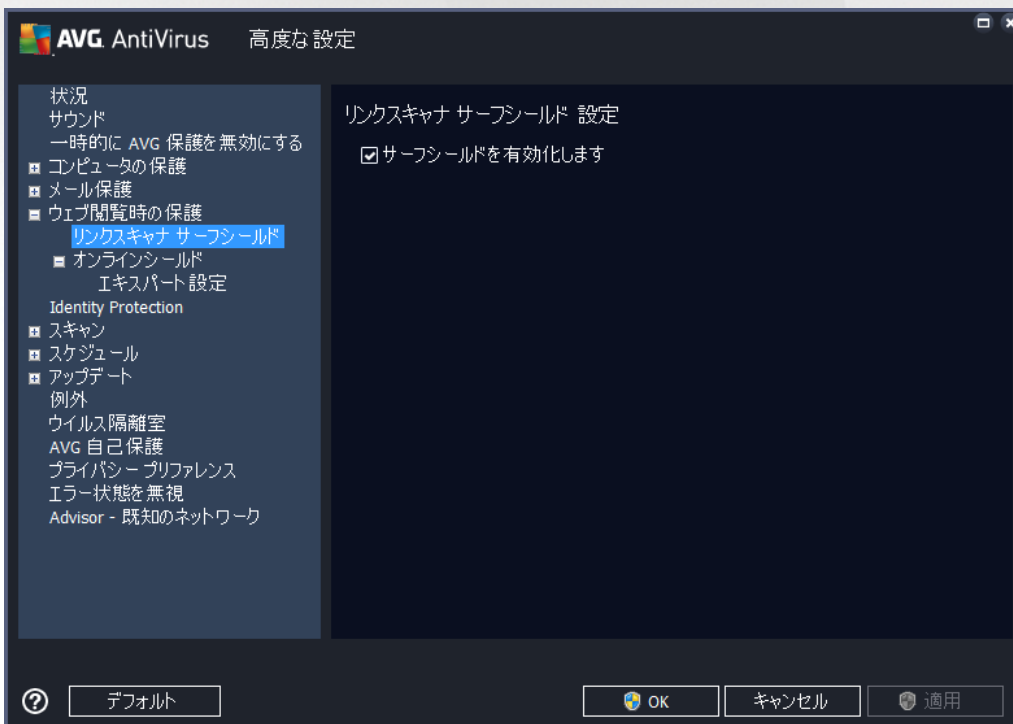 AVG. AntiVirus 高度な設定
状況
サウンド
一時的に AVG 保護を無効にする
コンピュータの保護
メール保護
ウェブ閲覧時の保護
リンクスキャナ サーフシールド
オンラインシールド
エキスパート設定
Identity Protection
スキャン
スケジュール
アップデート
例外
ウイルス隔離室
AVG 自己保護
プライバシー プリファレンス
エラー状態を無視
Advisor - 既知のネットワーク
リンクスキャナ サーフシールド 設定
サーフシールドを有効化します
? デフォルト
OK
キャンセル
適用